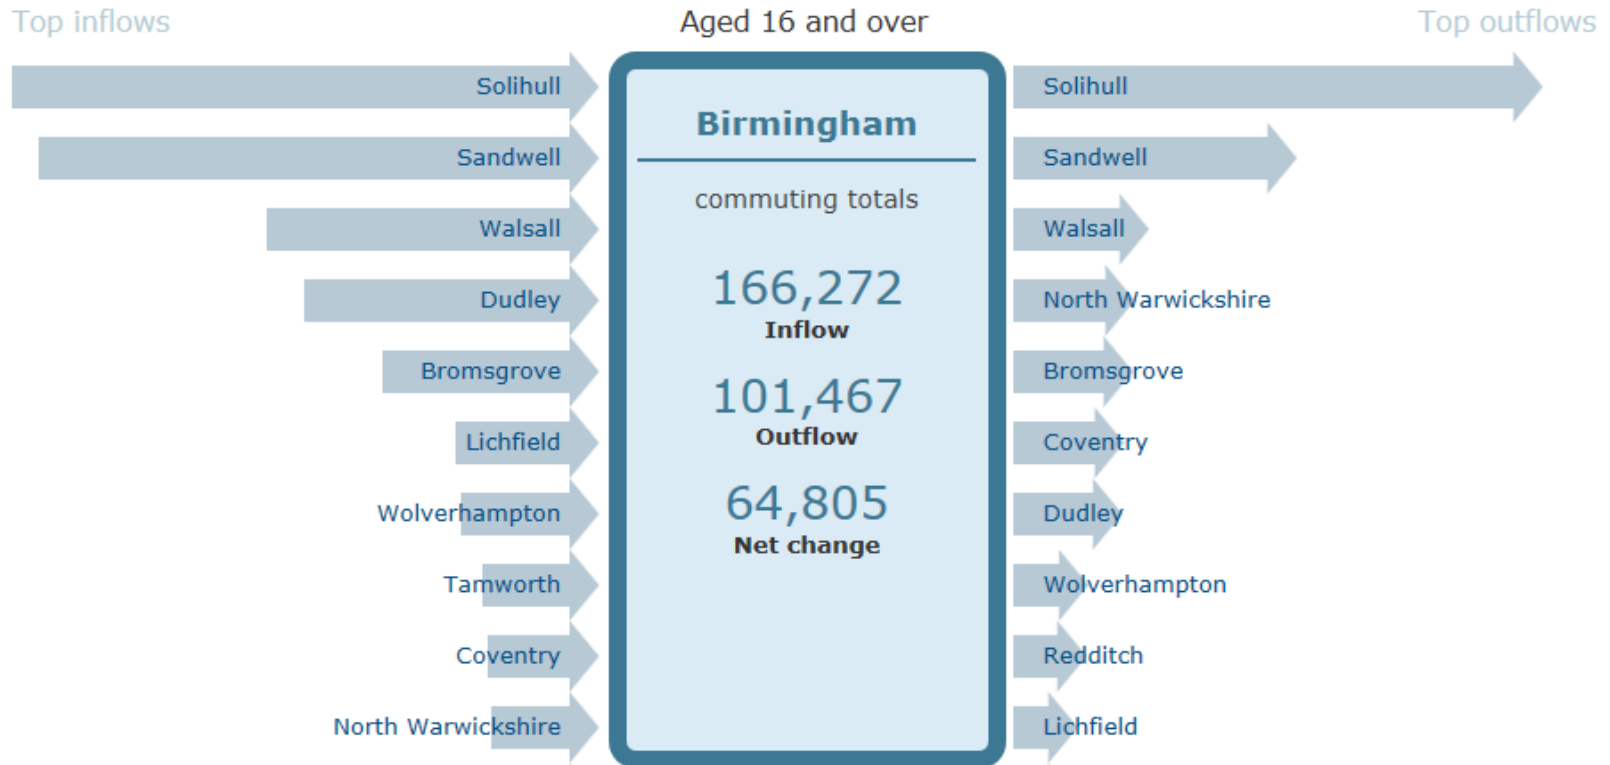 Top inflows
Aged 16 and over
Top outflows
Solihull
Sandwell
Walsall
Dudley
Bromsgrove
Lichfield
Wolverhampton
Tamworth
Coventry
North Warwickshire
Birmingham
commuting totals
166,272
Inflow
101,467
Outflow
64,805
Net change
Solihull
Sandwell
Walsall
North Warwickshire
Bromsgrove
Coventry
Dudley
Wolverhampton
Redditch
Lichfield